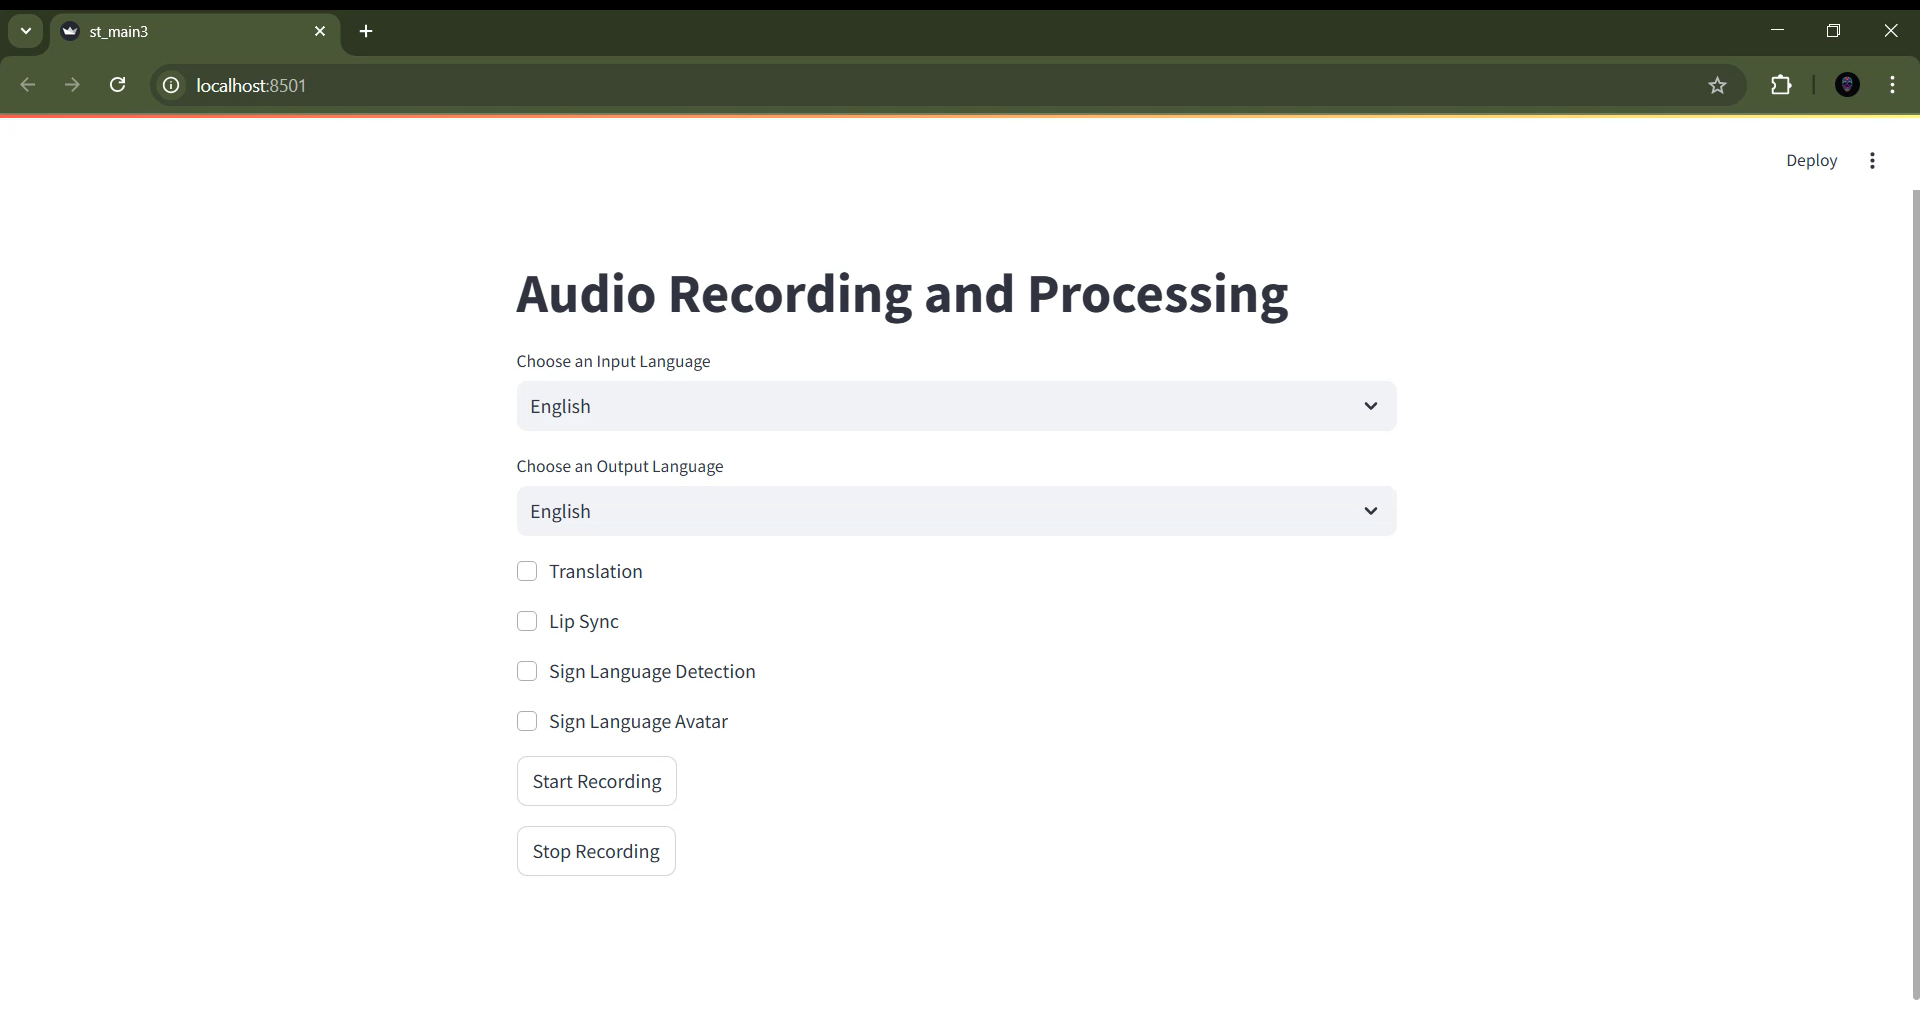 st_main3
localhost:8501
Deploy
Audio Recording and Processing
Choose an Input Language
English
Choose an Output Language
English
Translation
Lip Sync
Sign Language Detection
Sign Language Avatar
Start Recording
Stop Recording